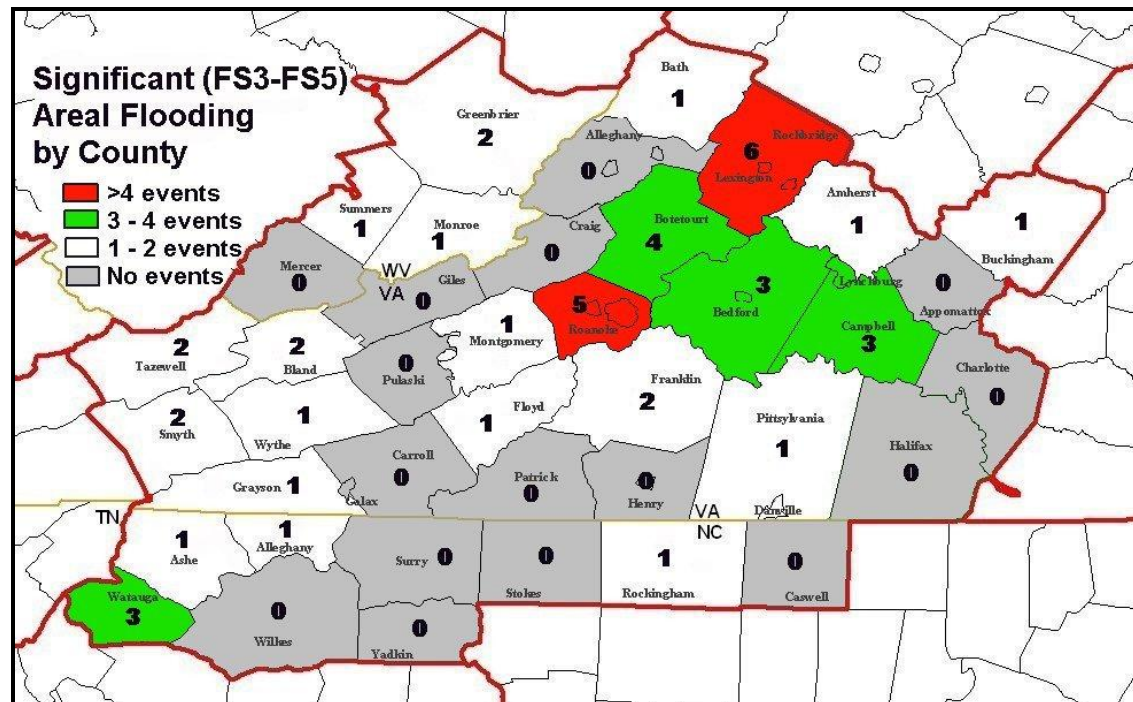 Significant (FS3-FS5)
Areal Flooding
by County
>4 events
3 - 4 events
1 - 2 events
No events
Bath
1
Greenbrier
2
Alleghany
0
Rockbridge
6
Lexington
Amherst
1
Summers
1
Monroe
1
Craig
0
Botetourt
4
Buckingham
1
Mercer
0
WV
VA
Giles
0
Bedford
3
Lynchburg
Campbell
3
Appomattox
0
Roanoke
5
Montgomery
1
Tazewell
2
Bland
2
Pulaski
0
Franklin
2
Charlotte
0
Smyth
2
Wythe
1
Floyd
1
Pittsylvania
1
Halifax
0
Grayson
1
Carroll
0
Galax
Patrick
0
Henry
0
Danville
VA
NC
TN
Ashe
1
Alleghany
1
Surry
0
Stokes
0
Rockingham
1
Caswell
0
Watauga
3
Wilkes
0
Yadkin
0